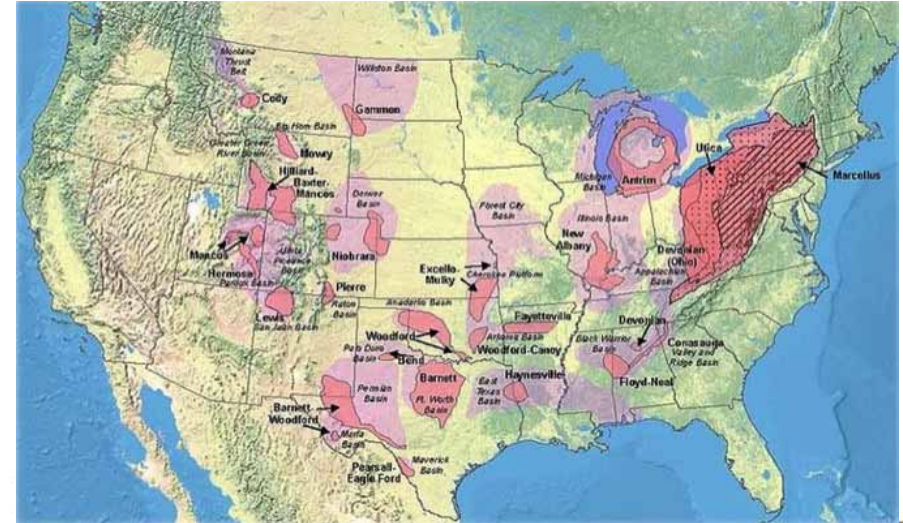 Montana
Thrust
Belt
Cody
Williston Basin
Gammon
Big Horn Basin
Greater Green
River Basin
Mowry
Hilliard-
Baxter-
Mancos
Denver
Basin
Niobrara
Mancos
Hermosa
Paradox Basin
Uinta
Piceance
Basin
Pierre
Raton
Basin
Lewis
San Juan Basin
Forest City
Basin
Excello-
Mulky
Cherokee Platform
Michigan
Basin
Antrim
Illinois Basin
New
Albany
Utica
Marcellus
Devonian
(Ohio)
Appalachian
Basin
Anadarko Basin
Woodford
Palo Duro
Basin
Bend
Fayetteville
Arkoma Basin
Woodford-Caney
Devonian
Black Warrior
Basin
Conasauga
Valley and
Ridge Basin
Floyd-Neal
Permian
Basin
Barnett
Ft. Worth
Basin
East
Texas
Basin
Haynesville
Barnett-
Woodford
Marfa
Basin
Pearsall-
Eagle Ford
Maverick
Basin